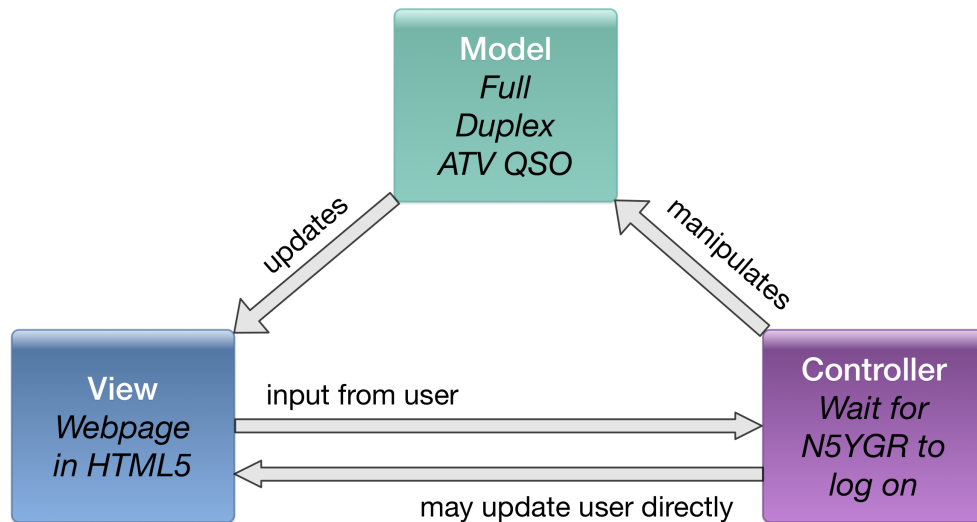 Model
Full
Duplex
ATV QSO
updates
manipulates
View
Webpage
in HTML5
input from user
may update user directly
Controller
Wait for
N5YGR to
log on